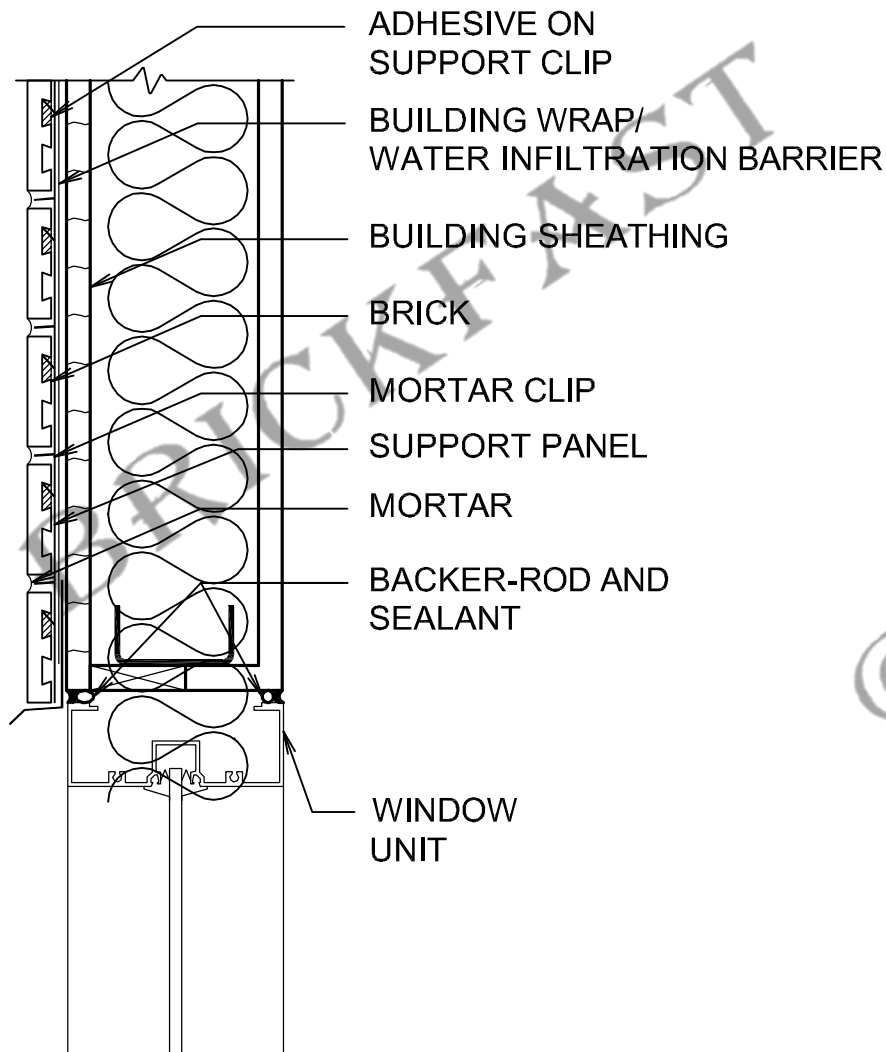 ADHESIVE ON
SUPPORT CLIP
BUILDING WRAP/
WATER INFILTRATION BARRIER
BUILDING SHEATHING
BRICK
MORTAR CLIP
SUPPORT PANEL
MORTAR
BACKER-ROD AND
SEALANT
WINDOW
UNIT
BRICKFAST